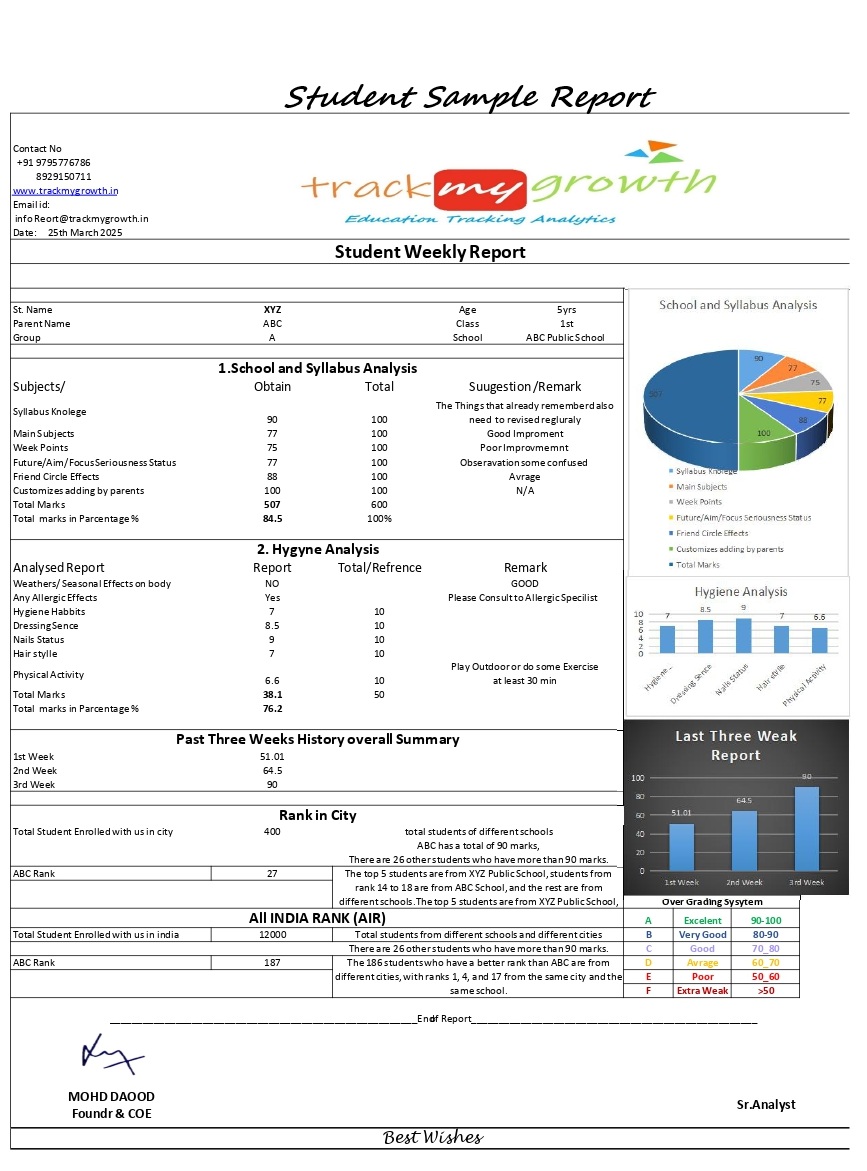 Student Sample Report
Contact No
+91 9795776786
8929150711
www.trackmygrowth.in
Email id:
infoReort@trackmygrowth.in
Date: 25th March 2025
trackmygrowth
Education Tracking Analytics
Student Weekly Report
St. Name XYZ Age 5yrs
Parent Name ABC Class 1st
Group A School ABC Public School
1.School and Syllabus Analysis
Subjects/ Obtain Total Suugestion /Remark
Syllabus Knolege 90 100 The Things that already rememberd also
need to revised regluraly
Main Subjects 77 100 Good Improment
Week Points 75 100 Poor Improvmemnt
Future/Aim/Focus Seriousness Status 77 100 Obseravation some confused
Friend Circle Effects 88 100 Avrage
Customizes adding by parents 100 100 N/A
Total Marks 507 600
Total marks in Parcentage % 84.5 100%
2. Hygyne Analysis
Analysed Report Report Total/Refrence Remark
Weathers/ Seasonal Effects on body NO GOOD
Any Allergic Effects Yes Please Consult to Allergic Specilist
Hygiene Habbits 7 10
Dressing Sence 8.5 10
Nails Status 9 10
Hair stylle 7 10
Physical Activity 6.6 10 Play Outdoor or do some Exercise
at least 30 min
Total Marks 38.1 50
Total marks in Parcentage % 76.2
Past Three Weeks History overall Summary
1st Week 51.01
2nd Week 64.5
3rd Week 90
Rank in City
Total Student Enrolled with us in city 400 total students of different schools
ABC has a total of 90 marks,
There are 26 other students who have more than 90 marks.
ABC Rank 27 The top 5 students are from XYZ Public School, students from
rank 14 to 18 are from ABC School, and the rest are from
different schools.The top 5 students are from XYZ Public School,
All INDIA RANK (AIR)
Total Student Enrolled with us in india 12000 Total students from different schools and different cities
There are 26 other students who have more than 90 marks.
ABC Rank 187 The 186 students who have a better rank than ABC are from
different cities, with ranks 1, 4, and 17 from the same city and the
same school.
School and Syllabus Analysis
90
77
75
77
88
100
507
Syllabus Knolege
Main Subjects
Week Points
Future/Aim/Focus Seriousness Status
Friend Circle Effects
Customizes adding by parents
Total Marks
Hygiene Analysis
10
8
6
4
2
0
7 8.5 9 7 6.6
Hygiene... Dressing Sence Nails Status Hair stylle Physical Activity
Last Three Weak
Report
100
80
60
40
20
0
51.01 64.5 90
1st Week 2nd Week 3rd Week
Over Grading Sysytem
A Excelent 90-100
B Very Good 80-90
C Good 70_80
D Avrage 60_70
E Poor 50_60
F Extra Weak >50
End of Report
MOHD DAOOD
Foundr & COE
Sr.Analyst
Best Wishes